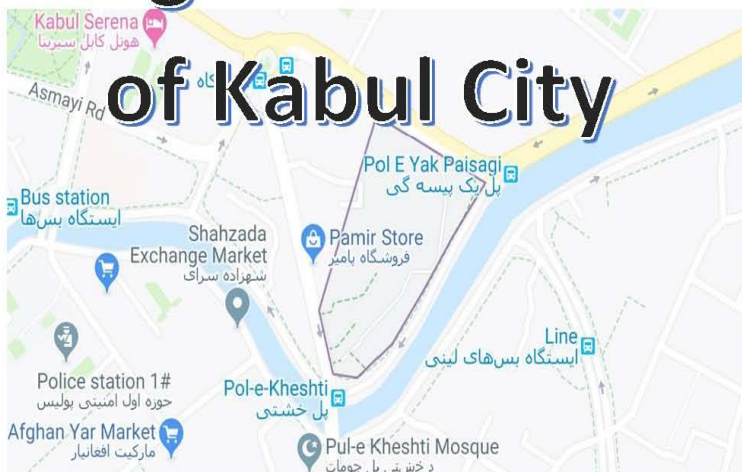 Kabul Serena
هوتل کابل سیرینا
of Kabul City
Asmayi Rd
Pol E Yak Paisagi
پل یک پیسه گی
Bus station
ایستگاه بس‌ها
Shahzada
Exchange Market
شهزاده سرای
Pamir Store
فروشگاه پامیر
Line
ایستگاه بس‌های لینی
Police station 1#
حوزه اول امنیتی پولیس
Pol-e-Kheshti
پل خشتی
Afghan Yar Market
مارکیت افغانیار
Pul-e Kheshti Mosque